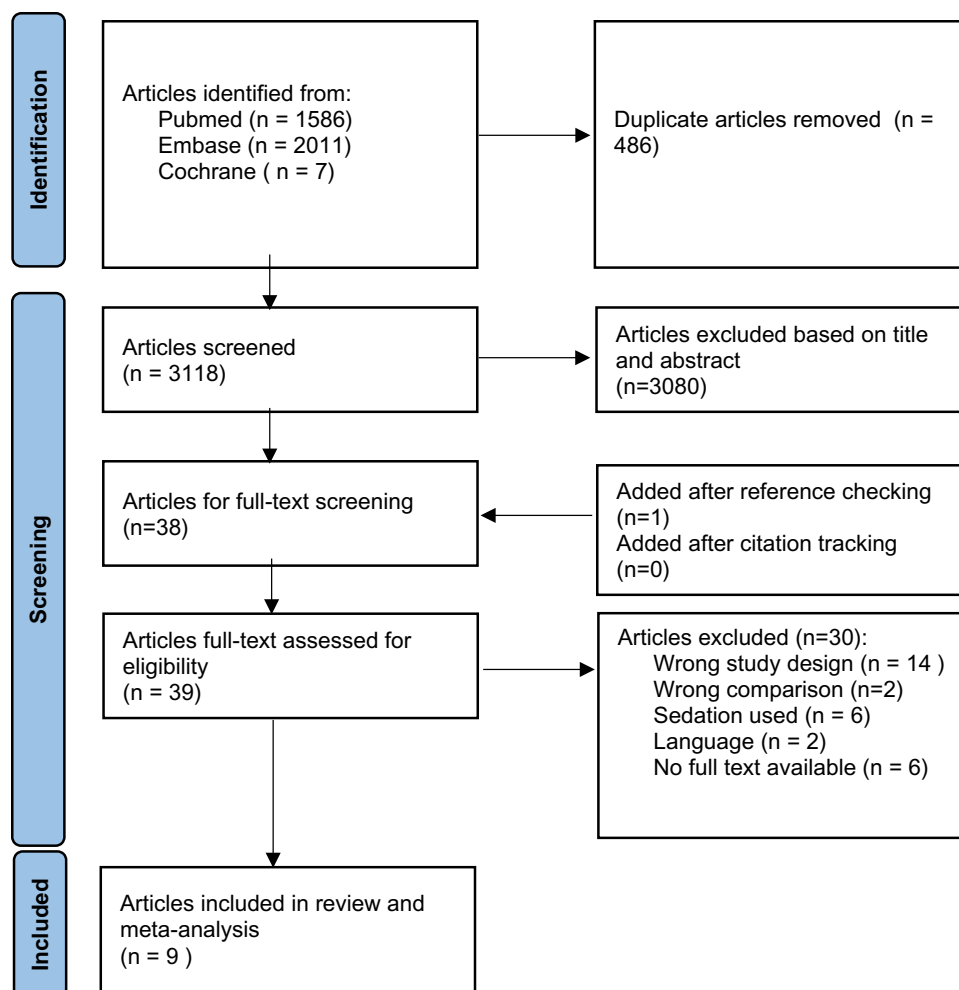 Identification
Articles identified from:
Pubmed (n = 1586)
Embase (n = 2011)
Cochrane ( n = 7)
Duplicate articles removed (n =
486)
Screening
Articles screened
(n = 3118)
Articles excluded based on title
and abstract
(n=3080)
Articles for full-text screening
(n=38)
Added after reference checking
(n=1)
Added after citation tracking
(n=0)
Articles full-text assessed for
eligibility
(n = 39)
Articles excluded (n=30):
Wrong study design (n = 14 )
Wrong comparison (n=2)
Sedation used (n = 6)
Language (n = 2)
No full text available (n = 6)
Included
Articles included in review and
meta-analysis
(n = 9 )